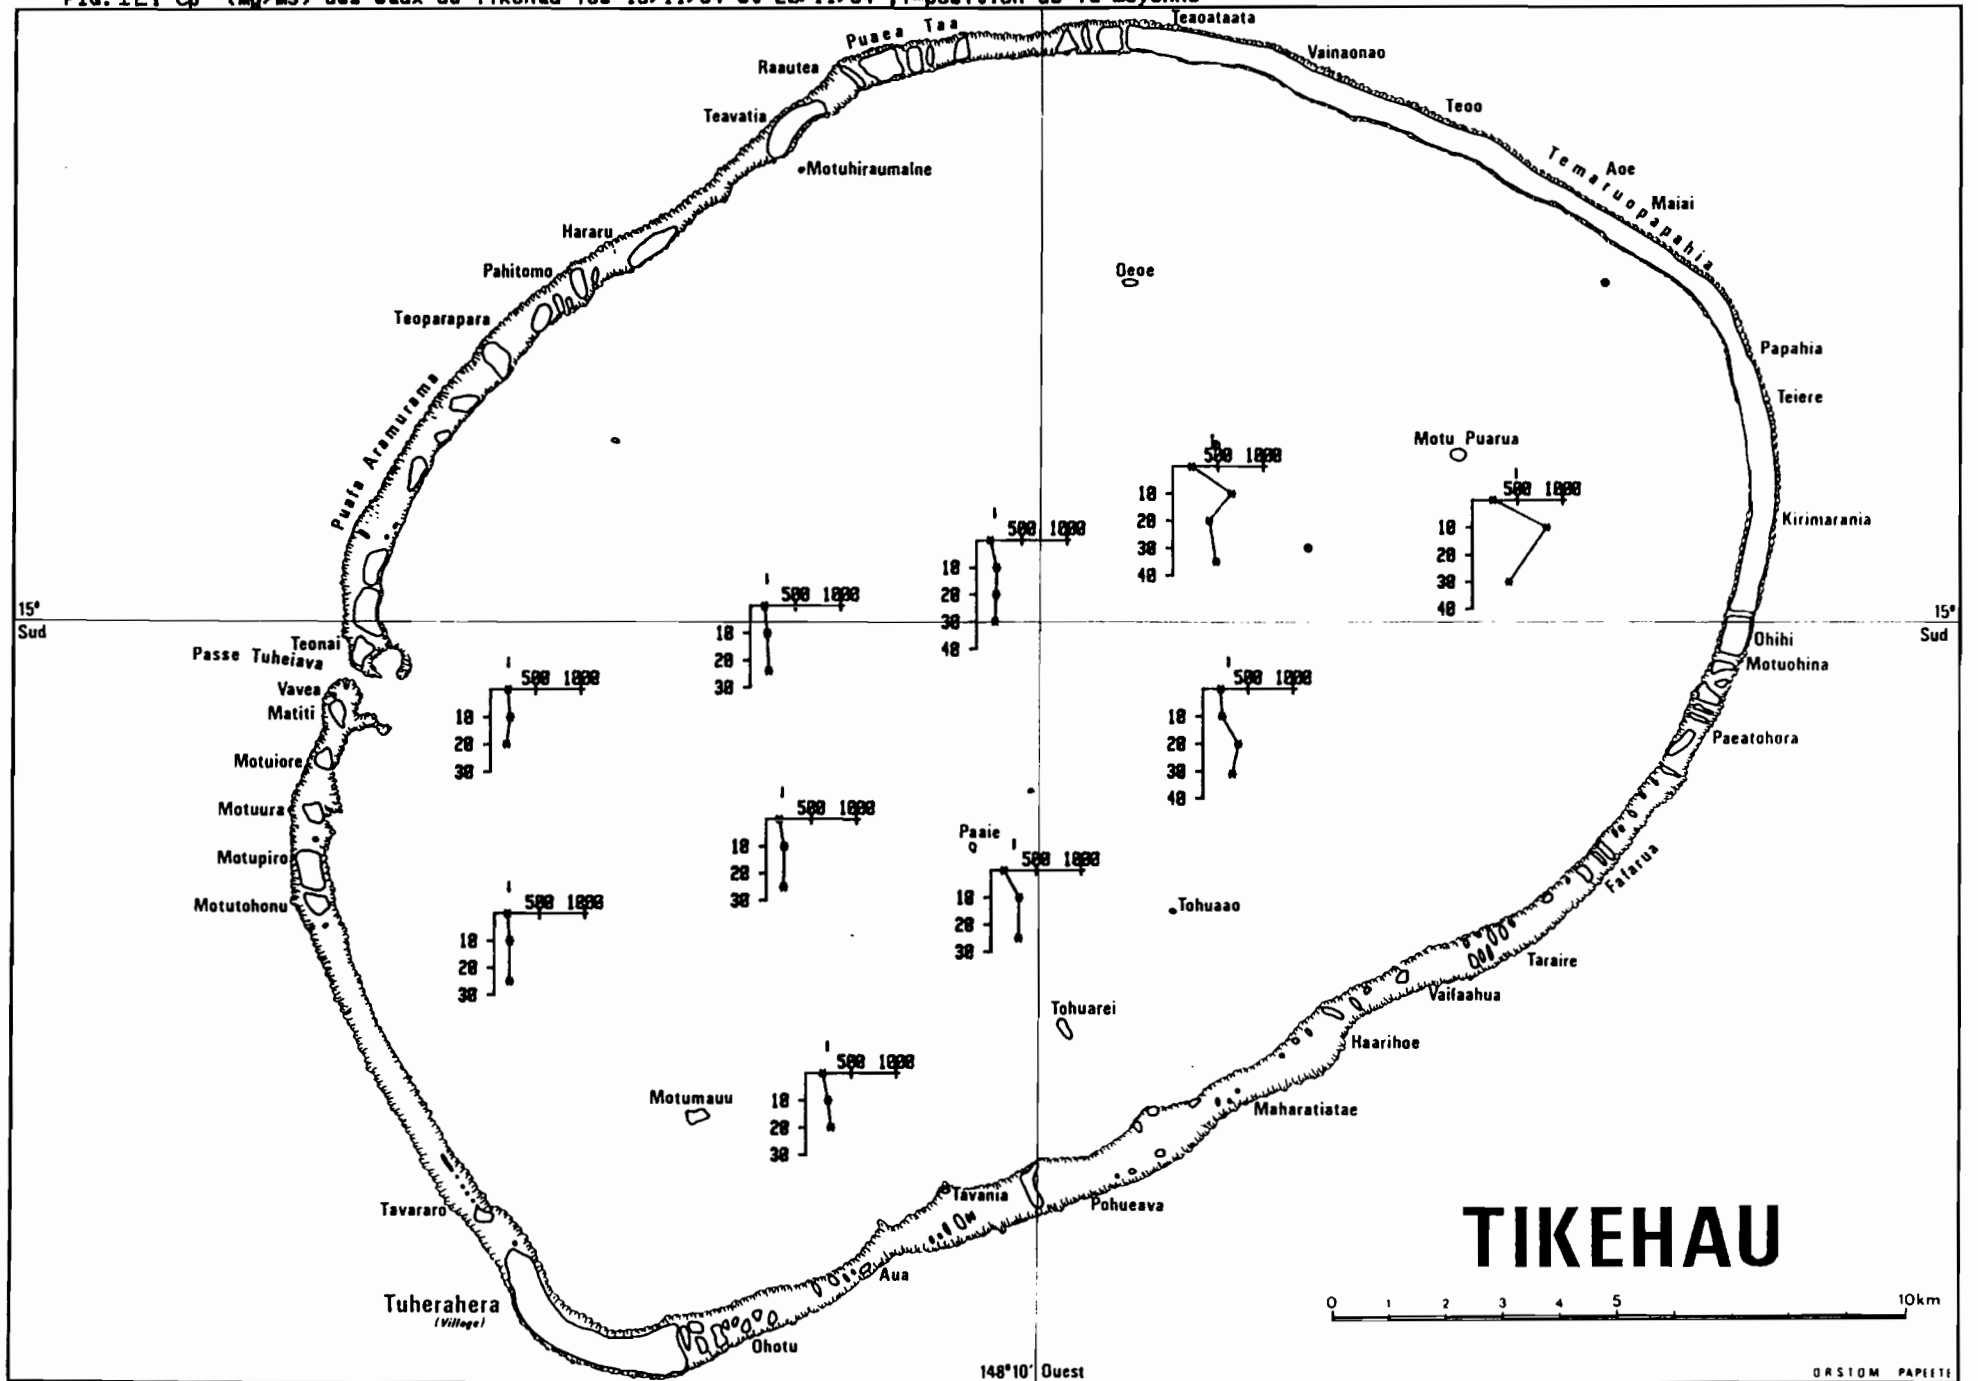 Teaoataata
Puaea Taa
Vainaonao
Raautea
Teoo
Teavatia
Aoe
Temaruopapahia
Motuhiraumaine
Maiai
Hararu
Pahitomo
Oeoe
Teoparapara
Papahia
Teiere
Puafa Aramurama
Motu Puarua
500 1000
10
20
30
40
500 1000
10
20
30
40
Kirimarania
500 1000
10
20
30
40
500 1000
10
20
30
15°
Sud
15°
Sud
Teonai
Passe Tuheiava
Ohihi
Motuohina
Vavea
Matiti
500 1000
10
20
30
500 1000
10
20
30
40
Paeatohora
Motuiore
Motuura
500 1000
10
20
30
Paaie
500 1000
10
20
30
Motupiro
Fafarua
Motutohonu
500 1000
10
20
30
Tohuaao
Taraire
Vaifaahua
Tohuarei
Haarihoe
500 1000
10
20
30
Motumauu
Maharatiatae
Tavararo
Tavania
Pohueava
TIKEHAU
Aua
Tuherahera
(Village)
0 1 2 3 4 5 10km
Ohotu
148°10' Ouest
ORSTOM PAPEETE